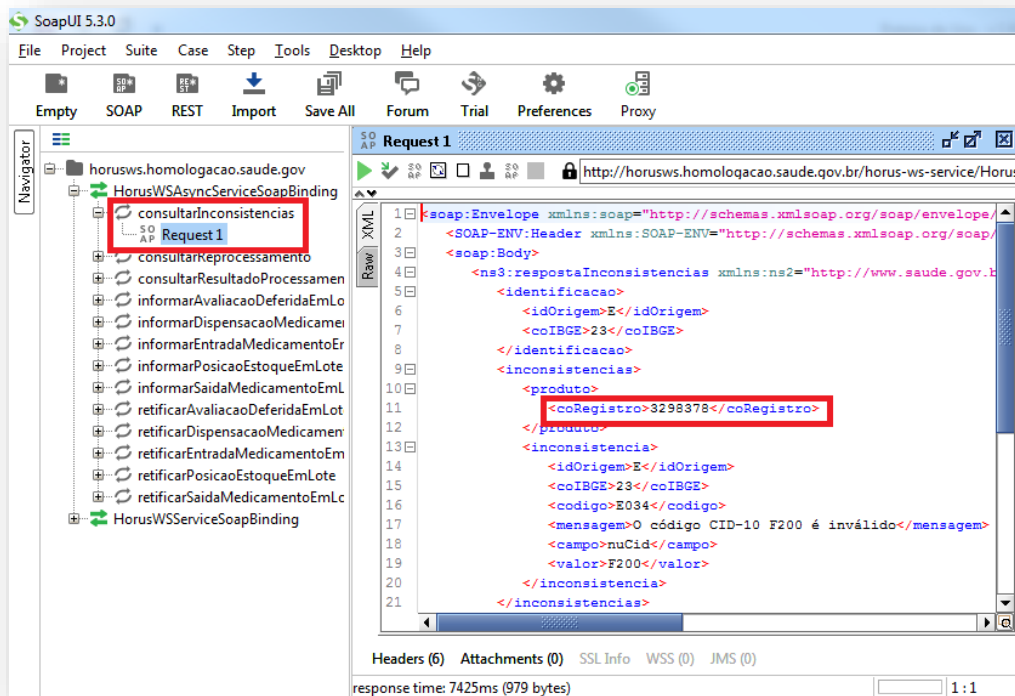 SoapUI 5.3.0
File Project Suite Case Step Tools Desktop Help
Empty SOAP REST Import Save All Forum Trial Preferences Proxy
Navigator
horusws.homologacao.saude.gov
HorusWSAsyncServiceSoapBinding
consultarInconsistencias
SOAP Request 1
consultarReprocessamento
consultarResultadoProcessamen
informarAvaliacaoDeferidaEmLo
informarDispensacaoMedicamen
informarEntradaMedicamentoEr
informarPosicaoEstoqueEmLote
informarSaidaMedicamentoEmL
retificarAvaliacaoDeferidaEmLot
retificarDispensacaoMedicamen
retificarEntradaMedicamentoEm
retificarPosicaoEstoqueEmLote
retificarSaidaMedicamentoEmLc
HorusWSServiceSoapBinding
SOAP Request 1
http://horusws.homologacao.saude.gov.br/horus-ws-service/Horus
XML
Raw
1 <soap:Envelope xmlns:soap="http://schemas.xmlsoap.org/soap/envelope/
2 <SOAP-ENV:Header xmlns:SOAP-ENV="http://schemas.xmlsoap.org/soap/
3 <soap:Body>
4 <ns3:respostaInconsistencias xmlns:ns2="http://www.saude.gov.b
5 <identificacao>
6 <idOrigem>E</idOrigem>
7 <coIBGE>23</coIBGE>
8 </identificacao>
9 <inconsistencias>
10 <produto>
11 <coRegistro>3298378</coRegistro>
12 </produto>
13 <inconsistencia>
14 <idOrigem>E</idOrigem>
15 <coIBGE>23</coIBGE>
16 <codigo>E034</codigo>
17 <mensagem>O código CID-10 F200 é inválido</mensagem>
18 <campo>nuCid</campo>
19 <valor>F200</valor>
20 </inconsistencia>
21 </inconsistencias>
Headers (6) Attachments (0) SSL Info WSS (0) JMS (0)
response time: 7425ms (979 bytes)
1 : 1